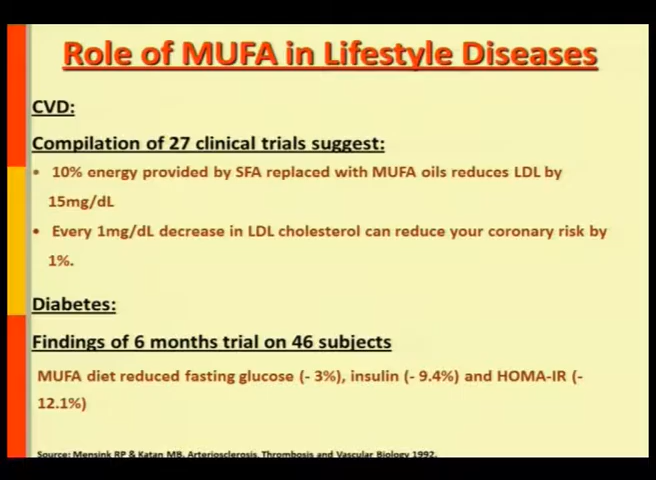 Role of MUFA in Lifestyle Diseases
CVD:
Compilation of 27 clinical trials suggest:
• 10% energy provided by SFA replaced with MUFA oils reduces LDL by
15mg/dL
• Every 1mg/dL decrease in LDL cholesterol can reduce your coronary risk by
1%.
Diabetes:
Findings of 6 months trial on 46 subjects
MUFA diet reduced fasting glucose (- 3%), insulin (- 9.4%) and HOMA-IR (-
12.1%)
Source: Mensink RP & Katan MB. Arteriosclerosis, Thrombosis and Vascular Biology 1992.